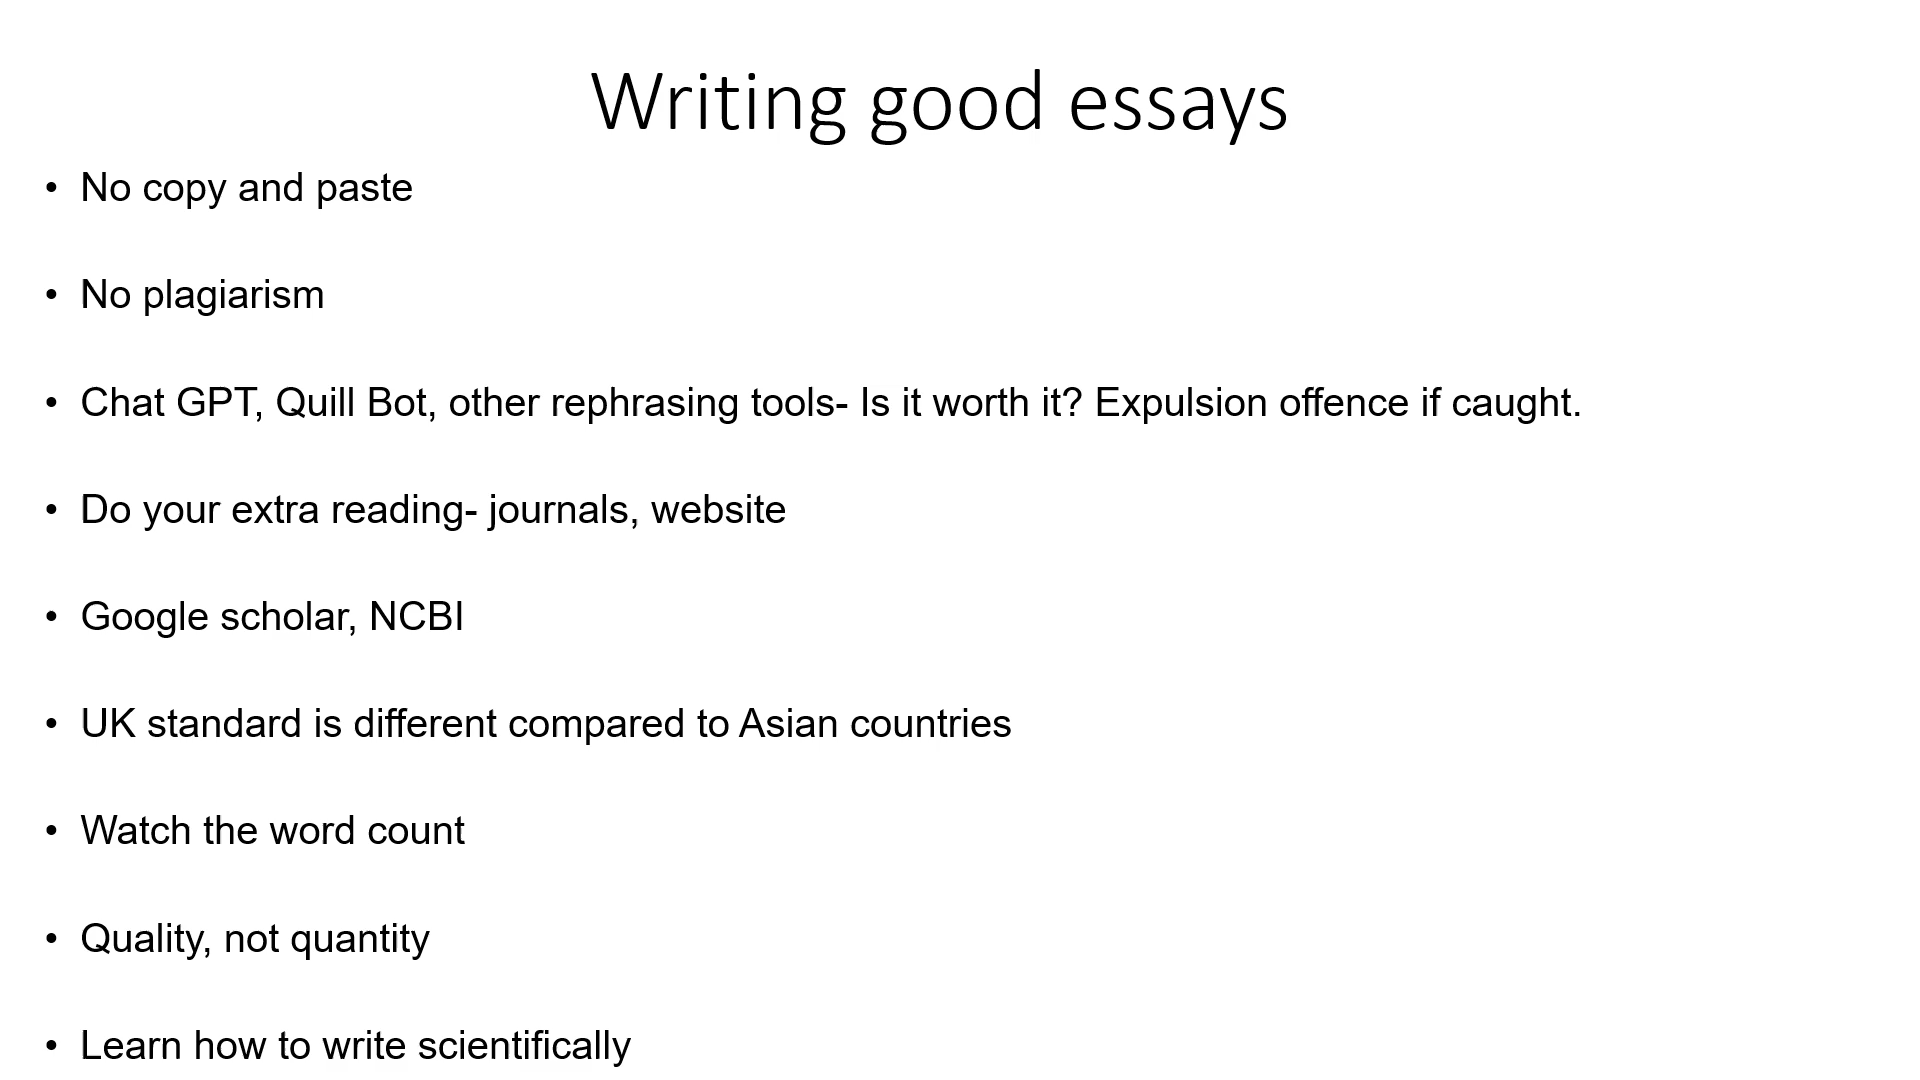 Writing good essays
• No copy and paste
• No plagiarism
• Chat GPT, Quill Bot, other rephrasing tools- Is it worth it? Expulsion offence if caught.
• Do your extra reading- journals, website
• Google scholar, NCBI
• UK standard is different compared to Asian countries
• Watch the word count
• Quality, not quantity
• Learn how to write scientifically